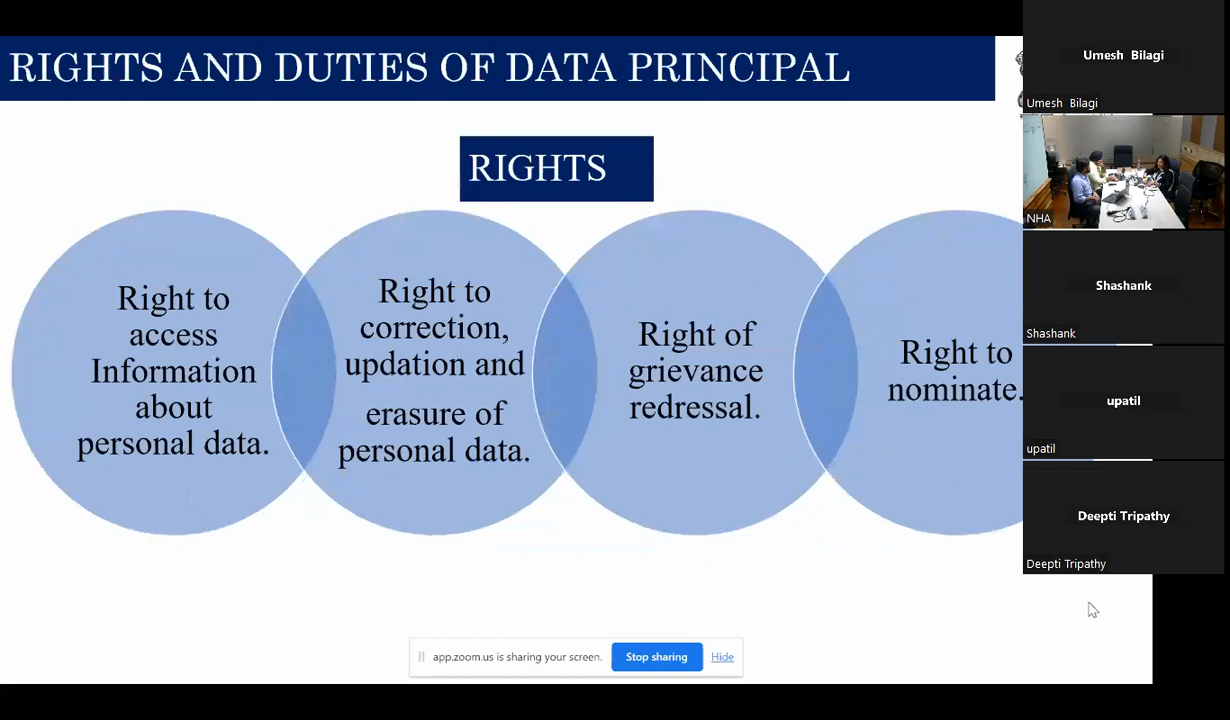 RIGHTS AND DUTIES OF DATA PRINCIPAL
RIGHTS
Right to
access
Information
about
personal data.
Right to
correction,
updation and
erasure of
personal data.
Right of
grievance
redressal.
Right to
nominate.
Umesh Bilagi
Umesh Bilagi
NHA
Shashank
Shashank
upatil
upatil
Deepti Tripathy
Deepti Tripathy
app.zoom.us is sharing your screen.
Stop sharing
Hide